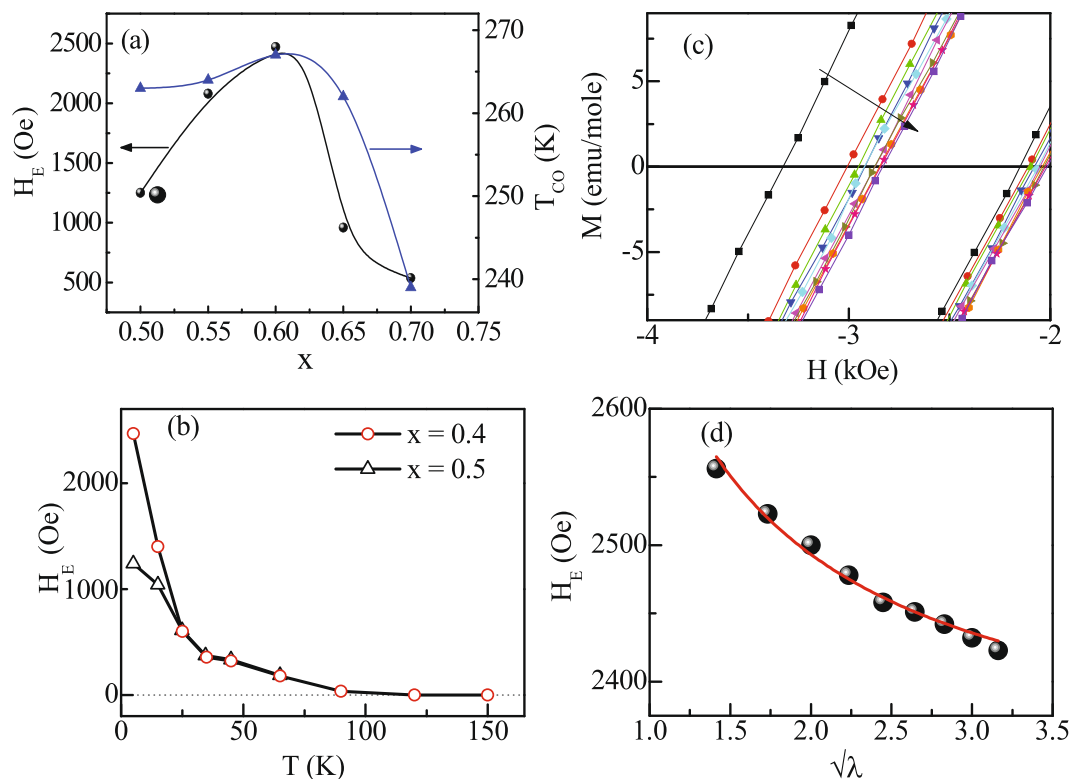 (a)
2500
2000
1500
1250
1000
500
H_E (Oe)
0.50 0.55 0.60 0.65 0.70 0.75
x
270
260
250
240
T_CO (K)
(b)
x = 0.4
x = 0.5
2000
1000
0
H_E (Oe)
0 50 100 150
T (K)
(c)
5
0
-5
M (emu/mole)
-4 -3 -2
H (kOe)
(d)
2600
2500
2400
H_E (Oe)
1.0 1.5 2.0 2.5 3.0 3.5
√λ